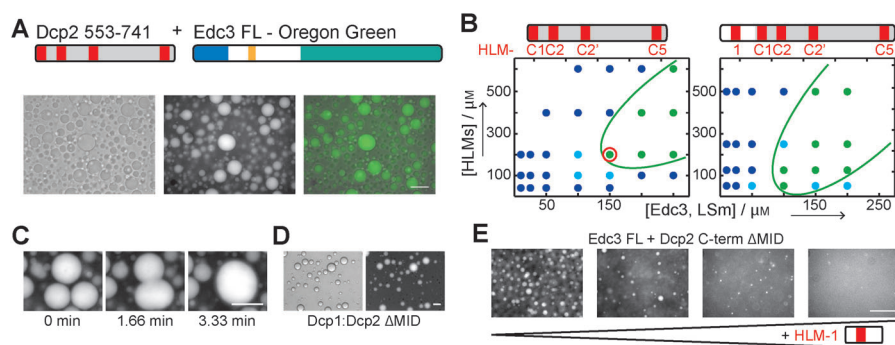 A
Dcp2 553-741 + Edc3 FL - Oregon Green
B
HLM- C1 C2 C2' C5
1 C1 C2 C2' C5
[HLMs] / μM
500
300
100
500
300
100
50 150
150 250
[Edc3, LSm] / μM
C
0 min 1.66 min 3.33 min
D
Dcp1:Dcp2 ΔMID
E
Edc3 FL + Dcp2 C-term ΔMID
+ HLM-1